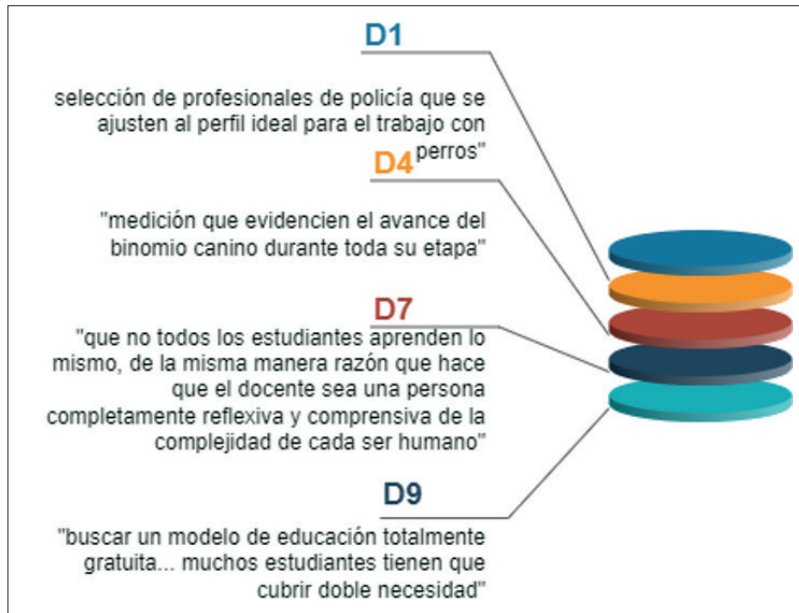 D1
selección de profesionales de policía que se
ajusten al perfil ideal para el trabajo con
perros"
D4
"medición que evidencien el avance del
binomio canino durante toda su etapa"
D7
"que no todos los estudiantes aprenden lo
mismo, de la misma manera razón que hace
que el docente sea una persona
completamente reflexiva y comprensiva de la
complejidad de cada ser humano"
D9
"buscar un modelo de educación totalmente
gratuita... muchos estudiantes tienen que
cubrir doble necesidad"